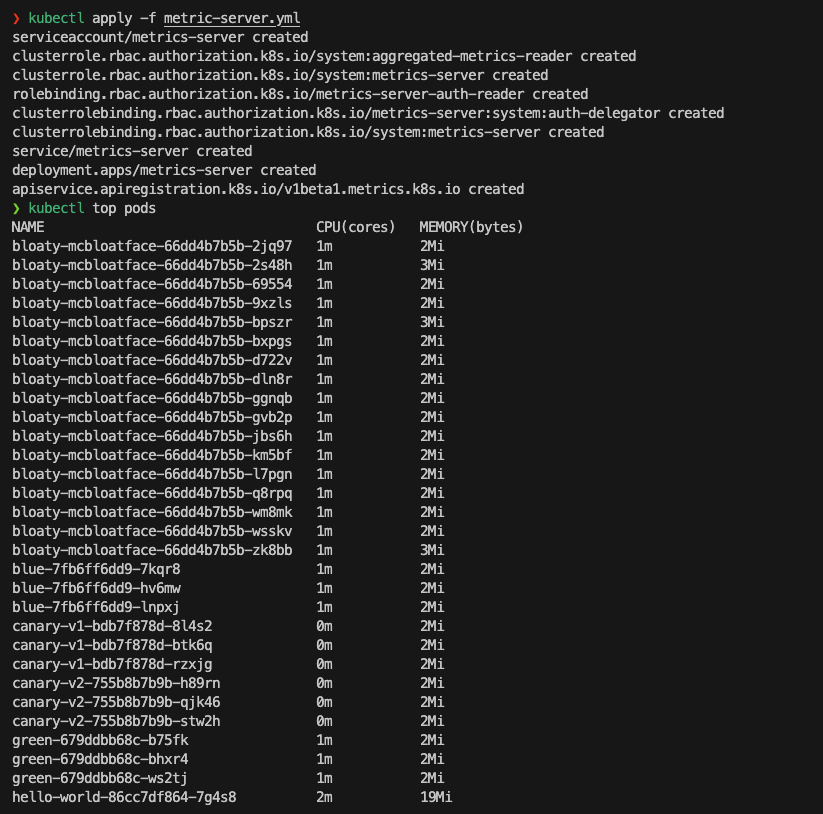 ❯ kubectl apply -f metric-server.yml
serviceaccount/metrics-server created
clusterrole.rbac.authorization.k8s.io/system:aggregated-metrics-reader created
clusterrole.rbac.authorization.k8s.io/system:metrics-server created
rolebinding.rbac.authorization.k8s.io/metrics-server-auth-reader created
clusterrolebinding.rbac.authorization.k8s.io/metrics-server:system:auth-delegator created
clusterrolebinding.rbac.authorization.k8s.io/system:metrics-server created
service/metrics-server created
deployment.apps/metrics-server created
apiservice.apiregistration.k8s.io/v1beta1.metrics.k8s.io created
❯ kubectl top pods
NAME CPU(cores) MEMORY(bytes)
bloaty-mcbloatface-66dd4b7b5b-2jq97 1m 2Mi
bloaty-mcbloatface-66dd4b7b5b-2s48h 1m 3Mi
bloaty-mcbloatface-66dd4b7b5b-69554 1m 2Mi
bloaty-mcbloatface-66dd4b7b5b-9xzls 1m 2Mi
bloaty-mcbloatface-66dd4b7b5b-bpszr 1m 3Mi
bloaty-mcbloatface-66dd4b7b5b-bxpgs 1m 2Mi
bloaty-mcbloatface-66dd4b7b5b-d722v 1m 2Mi
bloaty-mcbloatface-66dd4b7b5b-dln8r 1m 2Mi
bloaty-mcbloatface-66dd4b7b5b-ggnqb 1m 2Mi
bloaty-mcbloatface-66dd4b7b5b-gvb2p 1m 2Mi
bloaty-mcbloatface-66dd4b7b5b-jbs6h 1m 2Mi
bloaty-mcbloatface-66dd4b7b5b-km5bf 1m 2Mi
bloaty-mcbloatface-66dd4b7b5b-l7pgn 1m 2Mi
bloaty-mcbloatface-66dd4b7b5b-q8rpq 1m 2Mi
bloaty-mcbloatface-66dd4b7b5b-wm8mk 1m 2Mi
bloaty-mcbloatface-66dd4b7b5b-wsskv 1m 2Mi
bloaty-mcbloatface-66dd4b7b5b-zk8bb 1m 3Mi
blue-7fb6ff6dd9-7kqr8 1m 2Mi
blue-7fb6ff6dd9-hv6mw 1m 2Mi
blue-7fb6ff6dd9-lnpxj 1m 2Mi
canary-v1-bdb7f878d-8l4s2 0m 2Mi
canary-v1-bdb7f878d-btk6q 0m 2Mi
canary-v1-bdb7f878d-rzxjg 0m 2Mi
canary-v2-755b8b7b9b-h89rn 0m 2Mi
canary-v2-755b8b7b9b-qjk46 0m 2Mi
canary-v2-755b8b7b9b-stw2h 0m 2Mi
green-679ddbb68c-b75fk 1m 2Mi
green-679ddbb68c-bhxr4 1m 2Mi
green-679ddbb68c-ws2tj 1m 2Mi
hello-world-86cc7df864-7g4s8 2m 19Mi